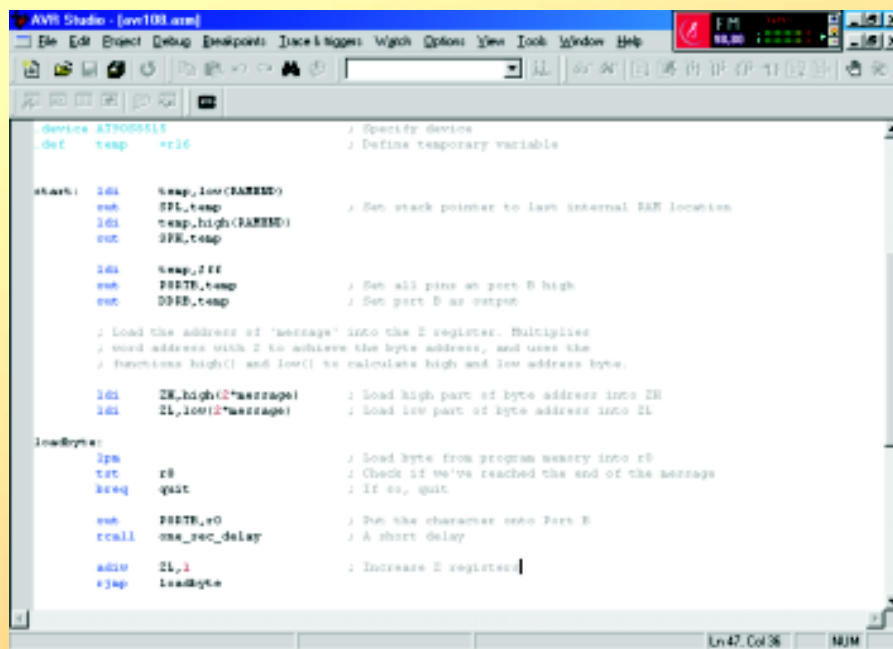 AVR Studio - [avr108.asm]
File Edit Project Debug Breakpoints Trace & triggers Watch Options View Tools Window Help
FM
98,00
.device AT90S8515 ; Specify device
.def temp =r16 ; Define temporary variable
start: ldi temp,low(RAMEND)
out SPL,temp ; Set stack pointer to last internal RAM location
ldi temp,high(RAMEND)
out SPH,temp
ldi temp,$ff
out PORTB,temp ; Set all pins at port B high
out DDRB,temp ; Set port B as output
; Load the address of 'message' into the Z register. Multiplies
; word address with 2 to achieve the byte address, and uses the
; functions high() and low() to calculate high and low address byte.
ldi ZH,high(2*message) ; Load high part of byte address into ZH
ldi ZL,low(2*message) ; Load low part of byte address into ZL
loadbyte:
lpm ; Load byte from program memory into r0
tst r0 ; Check if we've reached the end of the message
breq quit ; If so, quit
out PORTB,r0 ; Put the character onto Port B
rcall one_sec_delay ; A short delay
adiw ZL,1 ; Increase Z registers
rjmp loadbyte
Ln 47, Col 36 NUM